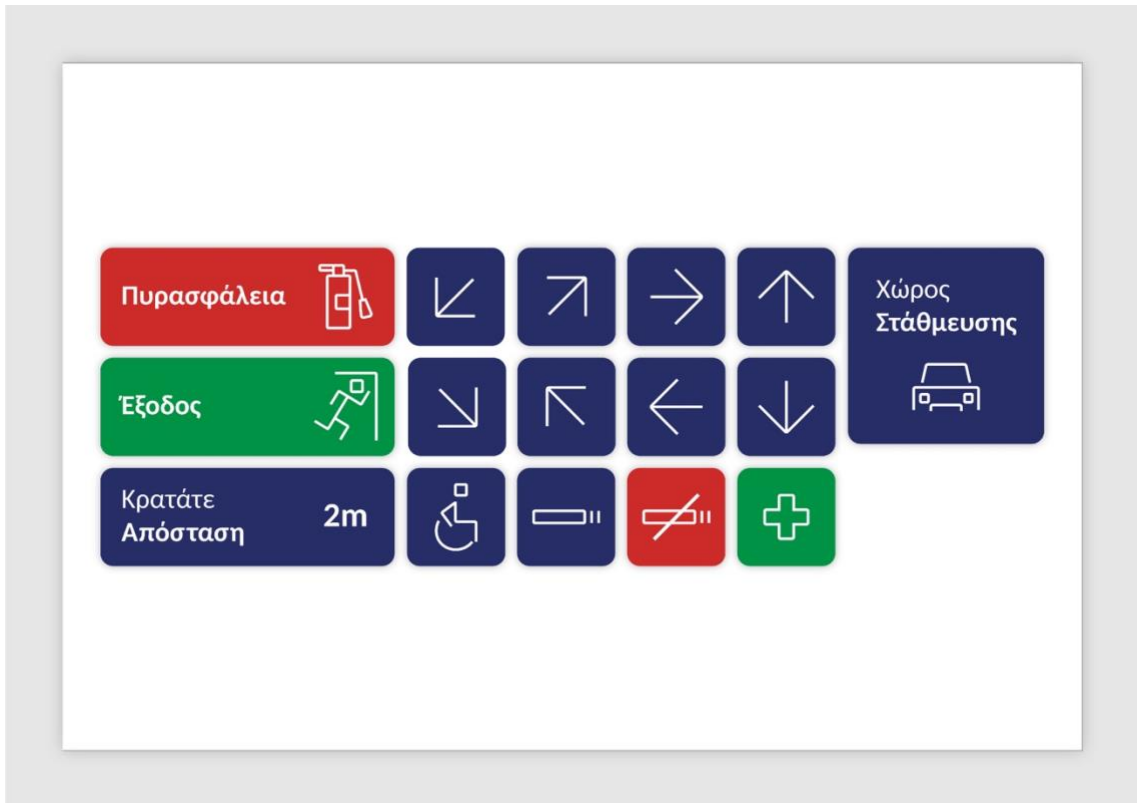 Πυρασφάλεια
Χώρος
Στάθμευσης
Έξοδος
Κρατάτε
Απόσταση
2m